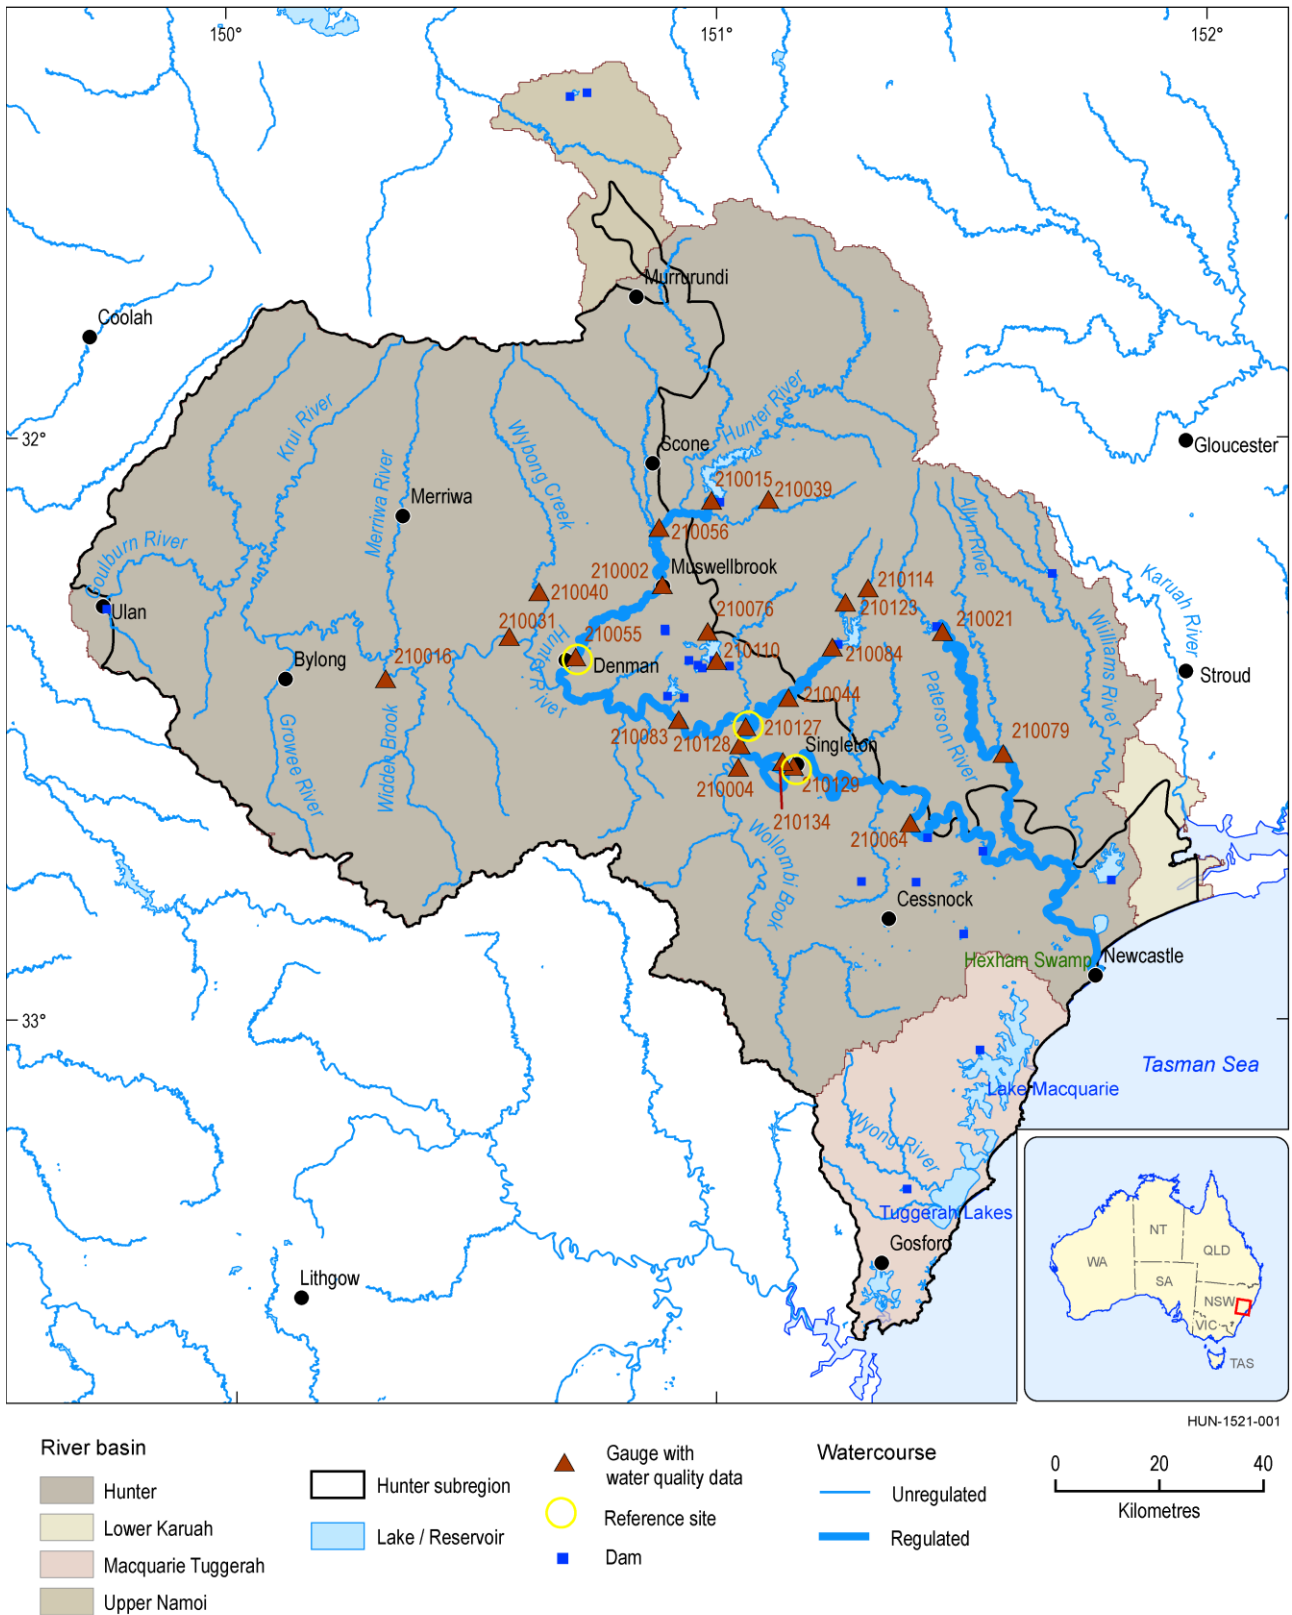 150°
151°
152°
Murrurundi
Coolah
Krui River
Hunter River
32°
Wybong Creek
Scone
Gloucester
Merriwa River
210015
210039
Merriwa
Allyn River
210056
Goulburn River
Muswellbrook
210002
210114
Karuah River
210040
210076
210123
Ulan
Williams River
210031
210055
210021
Hunter River
210110
210084
Bylong
210016
Denman
Stroud
210044
Paterson River
Growee River
Widden Brook
210083
210127
210079
210128
Singleton
210004
210129
210134
210064
Wollombi Book
Cessnock
Hexham Swamp
Newcastle
33°
Tasman Sea
Lake Macquarie
Wyong River
Tuggerah Lakes
Gosford
Lithgow
NT
WA
QLD
SA
NSW
VIC
TAS
HUN-1521-001
River basin
Hunter
Lower Karuah
Macquarie Tuggerah
Upper Namoi
Hunter subregion
Lake / Reservoir
Gauge with
water quality data
Reference site
Dam
Watercourse
Unregulated
Regulated
0 20 40
Kilometres